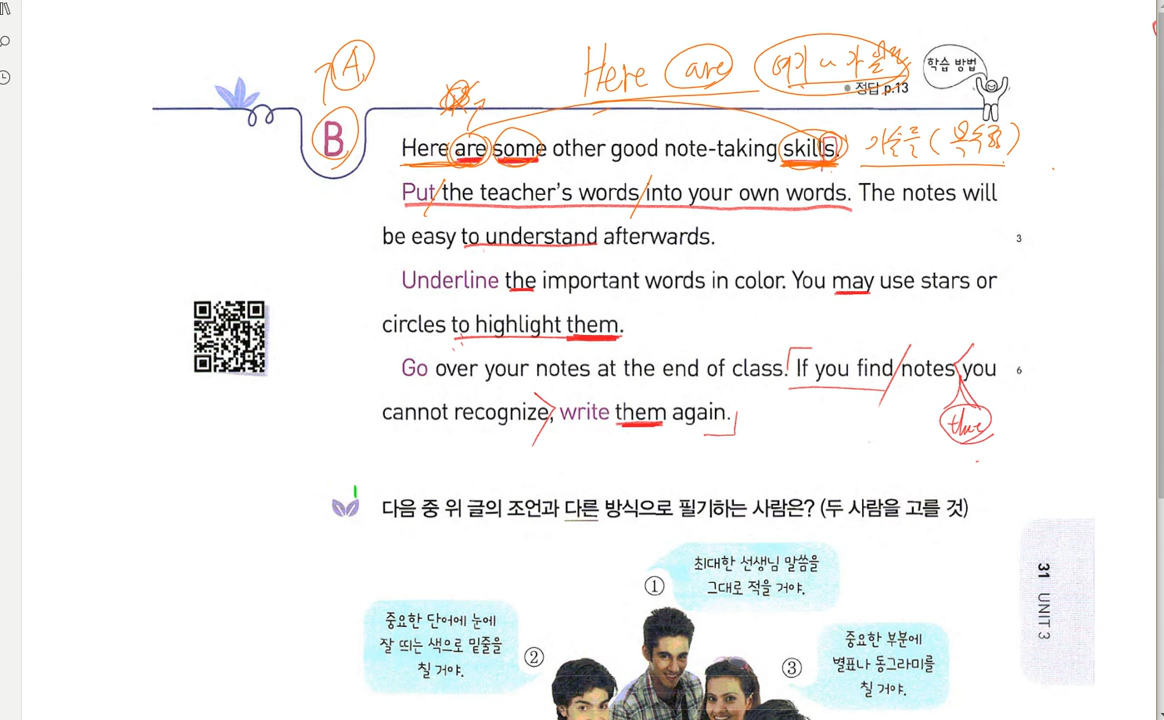 A
Here are
학습 방법
정답 p.13
B
Here are some other good note-taking skills.
기술들 (복수형)
Put the teacher's words into your own words. The notes will
be easy to understand afterwards.
3
Underline the important words in color. You may use stars or
circles to highlight them.
Go over your notes at the end of class. If you find notes you
6
cannot recognize, write them again.
1
다음 중 위 글의 조언과 다른 방식으로 필기하는 사람은? (두 사람을 고를 것)
31
UNIT 3
① 최대한 선생님 말씀을
그대로 적을 거야.
② 중요한 단어에 눈에
잘 띄는 색으로 밑줄을
칠 거야.
③ 중요한 부분에
별표나 동그라미를
칠 거야.